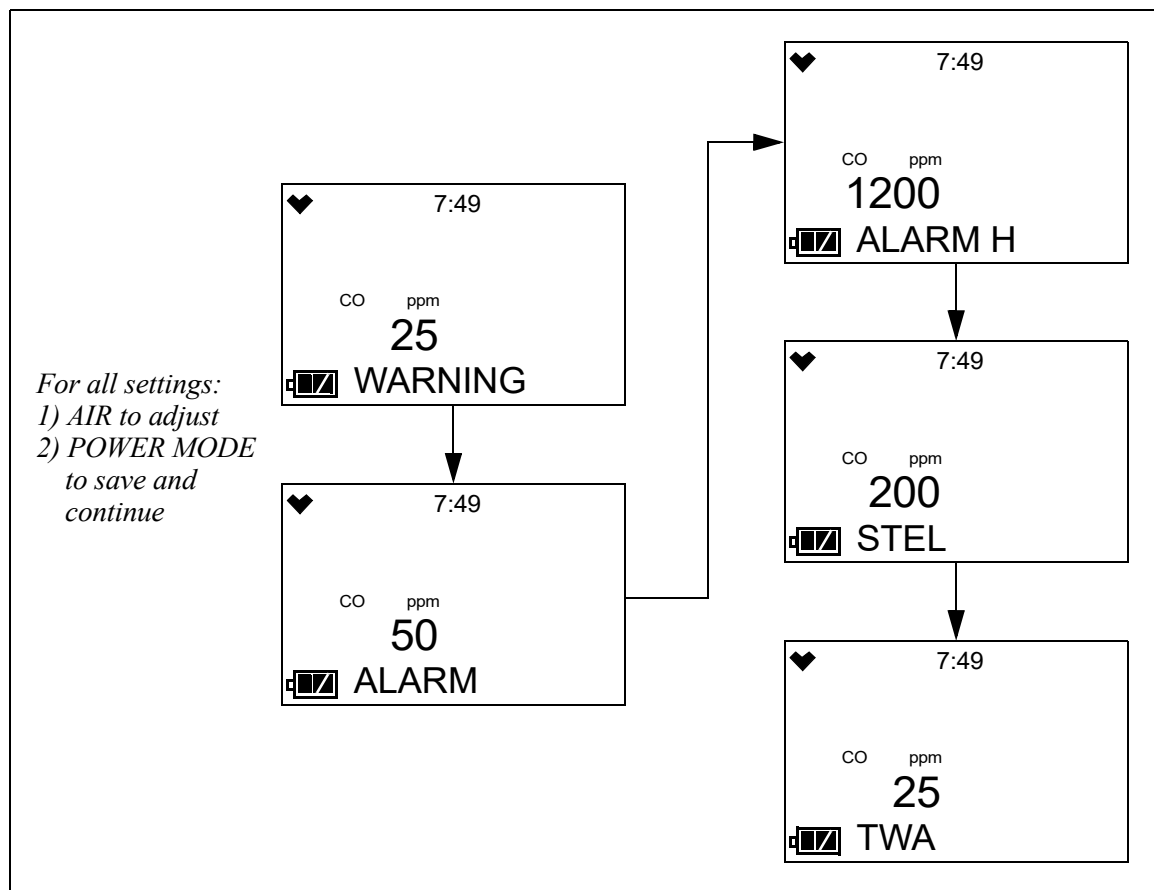 For all settings:
1) AIR to adjust
2) POWER MODE
to save and
continue
7:49
CO ppm
25
WARNING
7:49
CO ppm
50
ALARM
7:49
CO ppm
1200
ALARM H
7:49
CO ppm
200
STEL
7:49
CO ppm
25
TWA